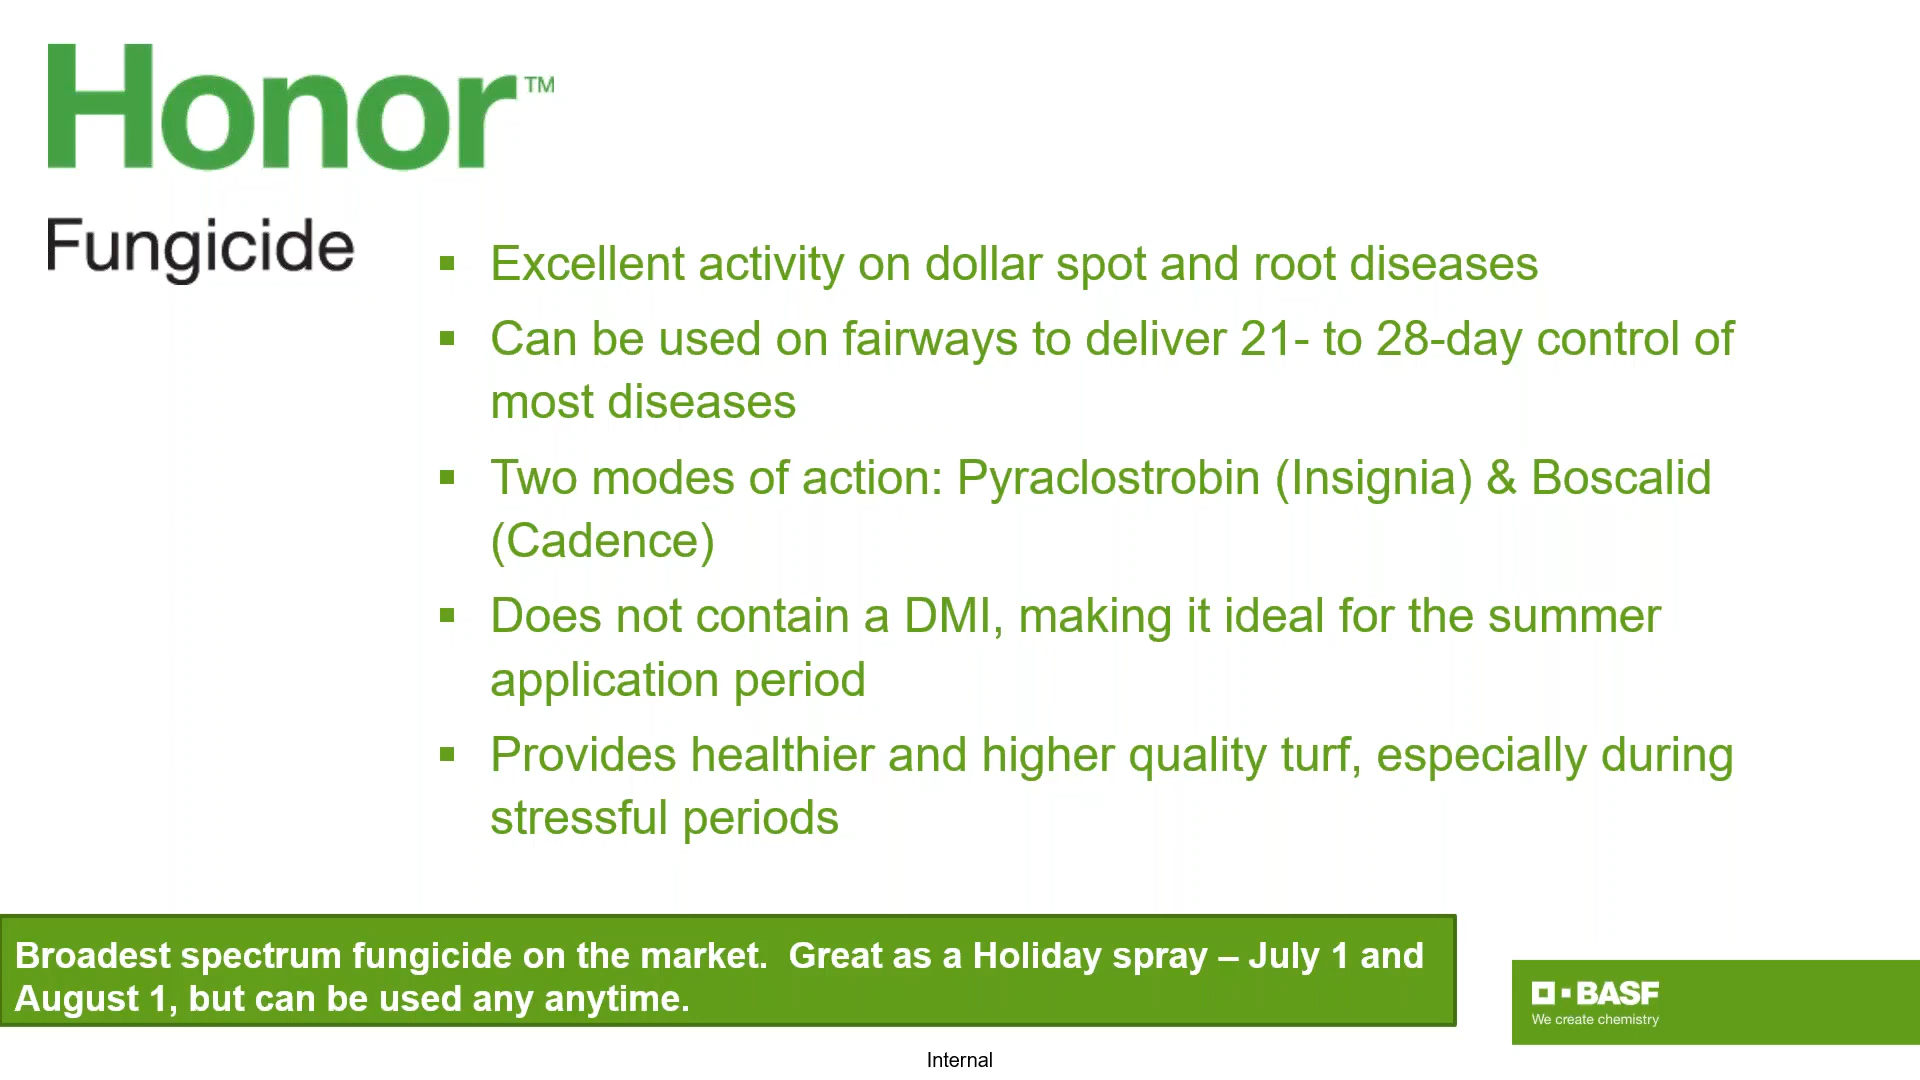 Honor™
Fungicide
▪ Excellent activity on dollar spot and root diseases
▪ Can be used on fairways to deliver 21- to 28-day control of
most diseases
▪ Two modes of action: Pyraclostrobin (Insignia) & Boscalid
(Cadence)
▪ Does not contain a DMI, making it ideal for the summer
application period
▪ Provides healthier and higher quality turf, especially during
stressful periods
Broadest spectrum fungicide on the market.  Great as a Holiday spray – July 1 and
August 1, but can be used any anytime.
BASF
We create chemistry
Internal